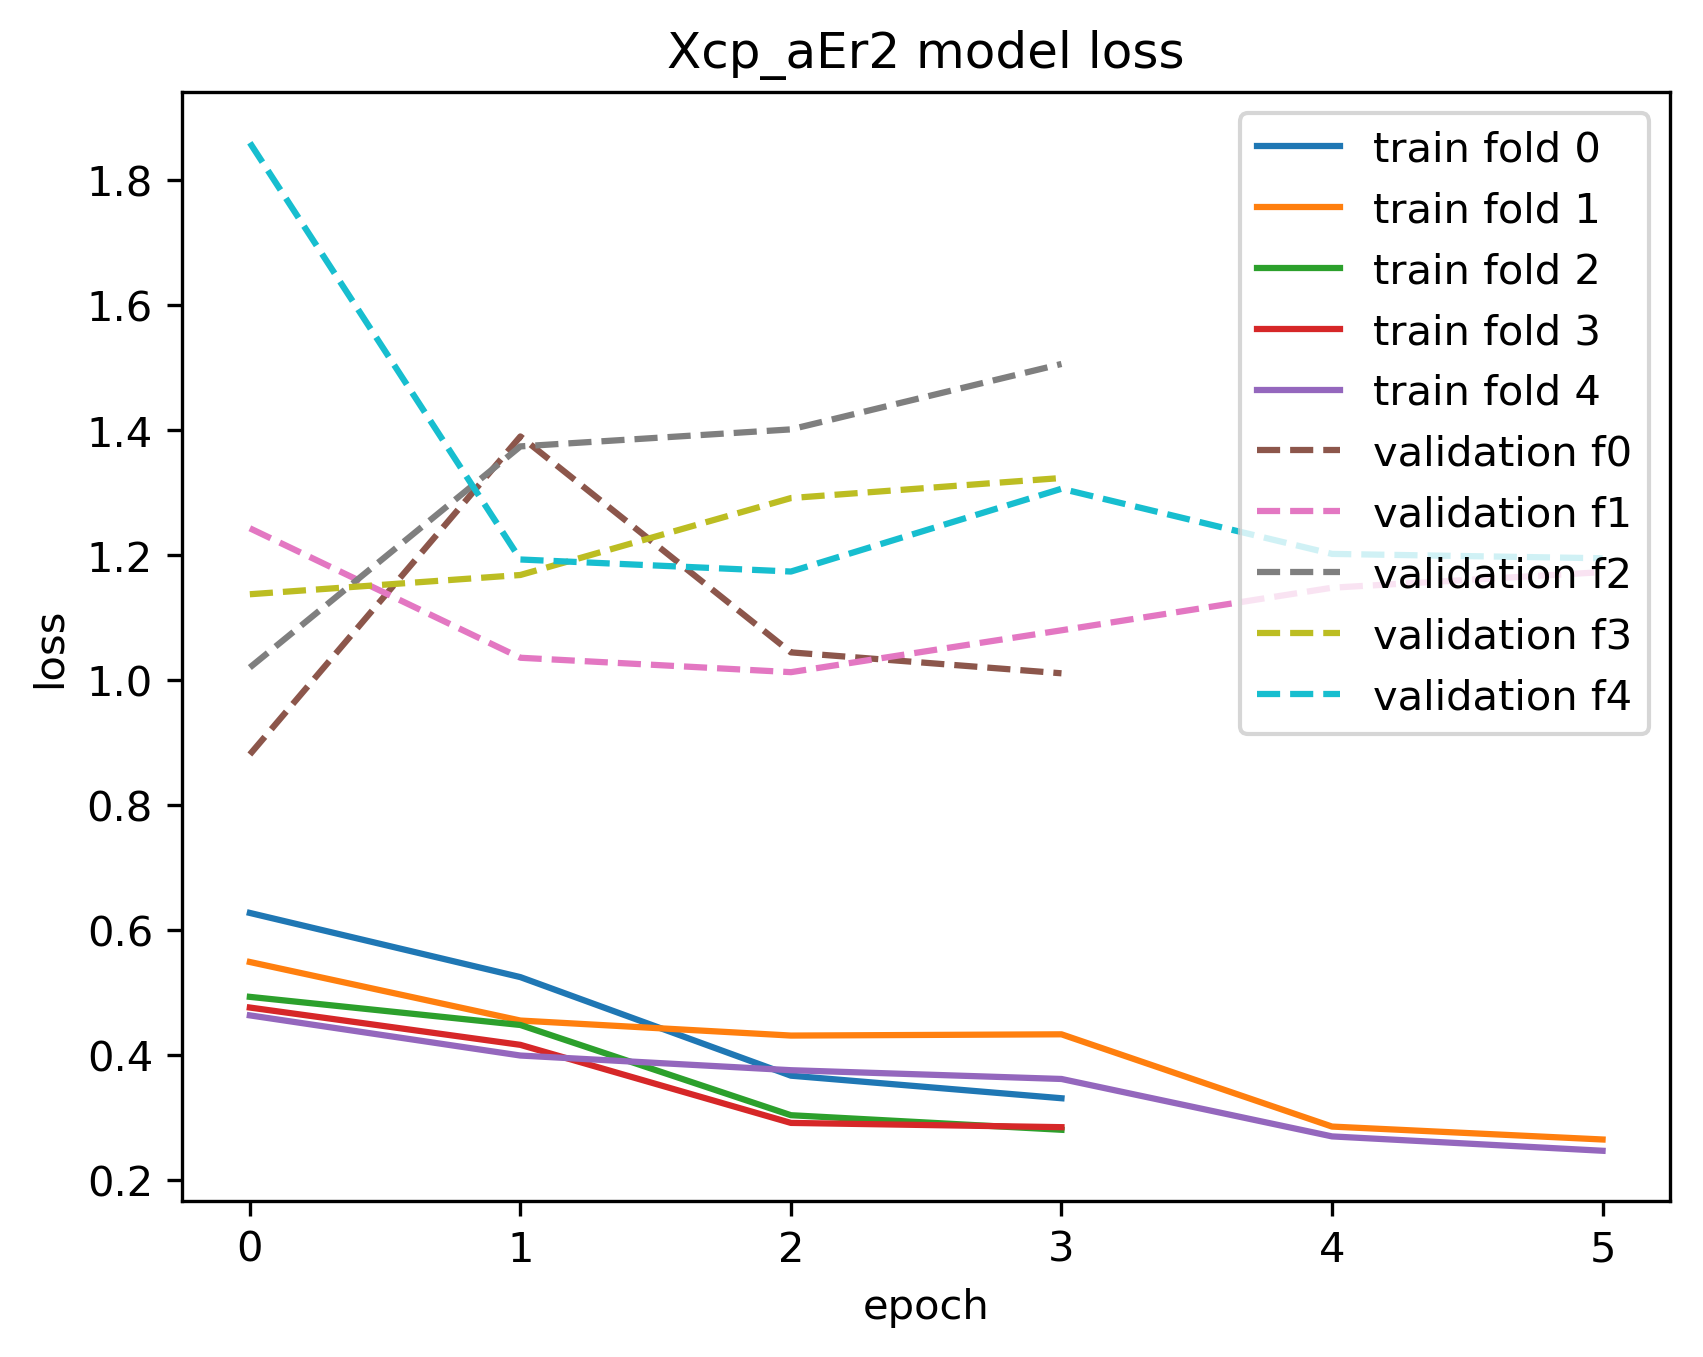 Xcp_aEr2 model loss
1.8
1.6
1.4
1.2
1.0
0.8
0.6
0.4
0.2
loss
0 1 2 3 4 5
epoch
train fold 0
train fold 1
train fold 2
train fold 3
train fold 4
validation f0
validation f1
validation f2
validation f3
validation f4